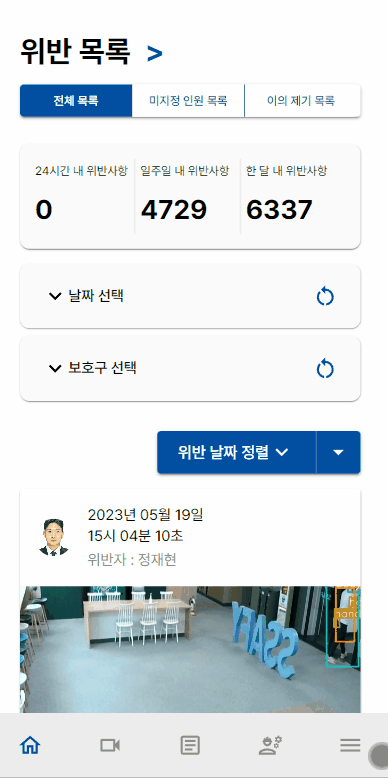 위반 목록 >
전체 목록 미지정 인원 목록 이의 제기 목록
24시간 내 위반사항 일주일 내 위반사항 한 달 내 위반사항
0 4729 6337
날짜 선택
보호구 선택
위반 날짜 정렬
2023년 05월 19일
15시 04분 10초
위반자 : 정재현
SSAFY